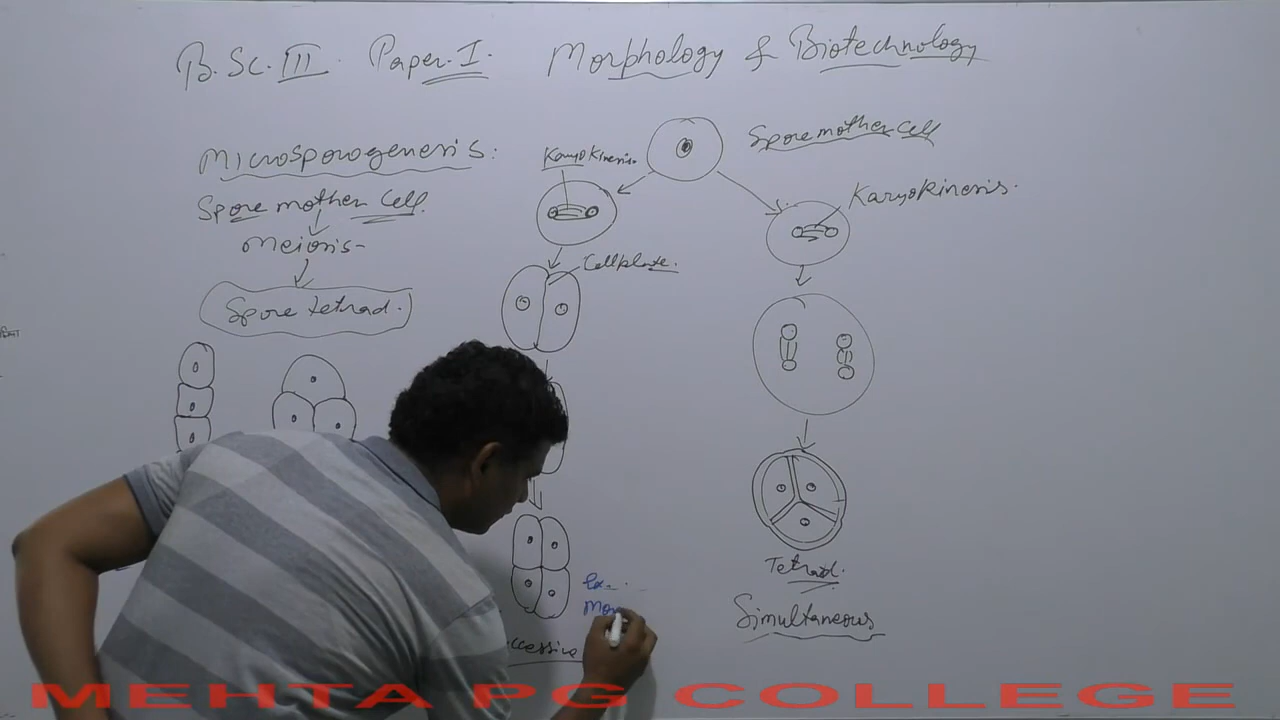 B.Sc. III. Paper. I. Morphology & Biotechnology
Microsporogenesis:
Spore mother cell.
Meiosis-
Spore tetrad.
Karyokinesis.
Spore mother cell
Karyokinesis.
Cellplate.
Tetrad.
Simultaneous
Ex-.
MEHTA PG COLLEGE